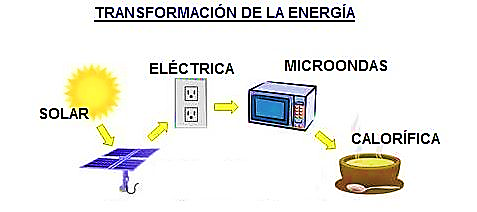 TRANSFORMACIÓN DE LA ENERGÍA
SOLAR
ELÉCTRICA
MICROONDAS
CALORÍFICA